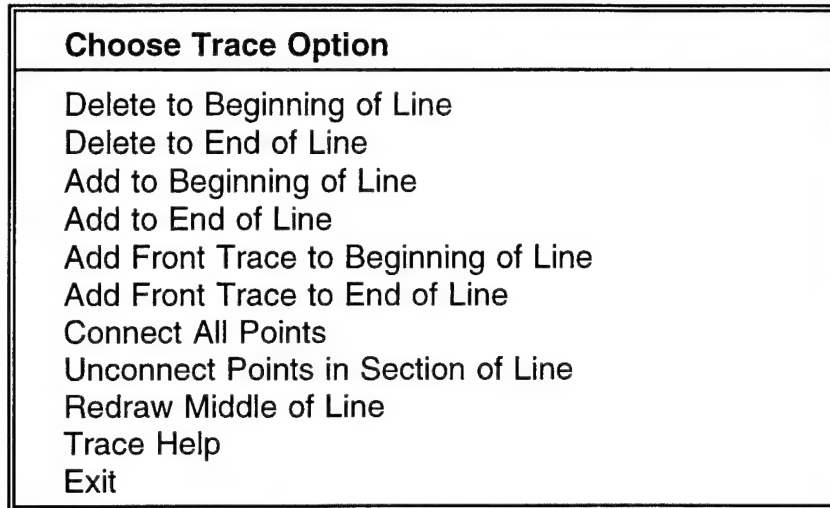 Choose Trace Option
Delete to Beginning of Line
Delete to End of Line
Add to Beginning of Line
Add to End of Line
Add Front Trace to Beginning of Line
Add Front Trace to End of Line
Connect All Points
Unconnect Points in Section of Line
Redraw Middle of Line
Trace Help
Exit